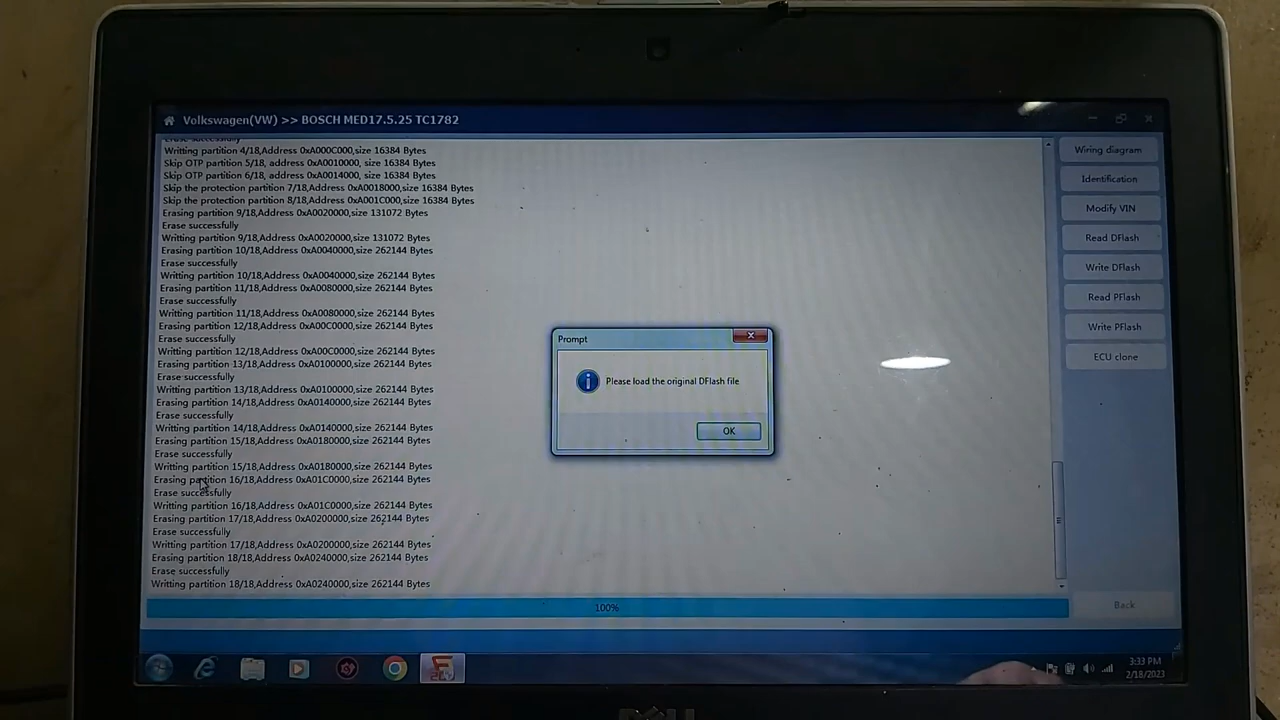 Volkswagen(VW) >> BOSCH MED17.5.25 TC1782
Erase successfully
Writting partition 4/18,Address 0xA000C000,size 16384 Bytes
Skip OTP partition 5/18, address 0xA0010000, size 16384 Bytes
Skip OTP partition 6/18, address 0xA0014000, size 16384 Bytes
Skip the protection partition 7/18,Address 0xA0018000,size 16384 Bytes
Skip the protection partition 8/18,Address 0xA001C000,size 16384 Bytes
Erasing partition 9/18,Address 0xA0020000,size 131072 Bytes
Erase successfully
Writting partition 9/18,Address 0xA0020000,size 131072 Bytes
Erasing partition 10/18,Address 0xA0040000,size 262144 Bytes
Erase successfully
Writting partition 10/18,Address 0xA0040000,size 262144 Bytes
Erasing partition 11/18,Address 0xA0080000,size 262144 Bytes
Erase successfully
Writting partition 11/18,Address 0xA0080000,size 262144 Bytes
Erasing partition 12/18,Address 0xA00C0000,size 262144 Bytes
Erase successfully
Writting partition 12/18,Address 0xA00C0000,size 262144 Bytes
Erasing partition 13/18,Address 0xA0100000,size 262144 Bytes
Erase successfully
Writting partition 13/18,Address 0xA0100000,size 262144 Bytes
Erasing partition 14/18,Address 0xA0140000,size 262144 Bytes
Erase successfully
Writting partition 14/18,Address 0xA0140000,size 262144 Bytes
Erasing partition 15/18,Address 0xA0180000,size 262144 Bytes
Erase successfully
Writting partition 15/18,Address 0xA0180000,size 262144 Bytes
Erasing partition 16/18,Address 0xA01C0000,size 262144 Bytes
Erase successfully
Writting partition 16/18,Address 0xA01C0000,size 262144 Bytes
Erasing partition 17/18,Address 0xA0200000,size 262144 Bytes
Erase successfully
Writting partition 17/18,Address 0xA0200000,size 262144 Bytes
Erasing partition 18/18,Address 0xA0240000,size 262144 Bytes
Erase successfully
Writting partition 18/18,Address 0xA0240000,size 262144 Bytes
100%
Prompt
Please load the original DFlash file
OK
Wiring diagram
Identification
Modify VIN
Read DFlash
Write DFlash
Read PFlash
Write PFlash
ECU clone
Back
3:33 PM
2/18/2023
DELL